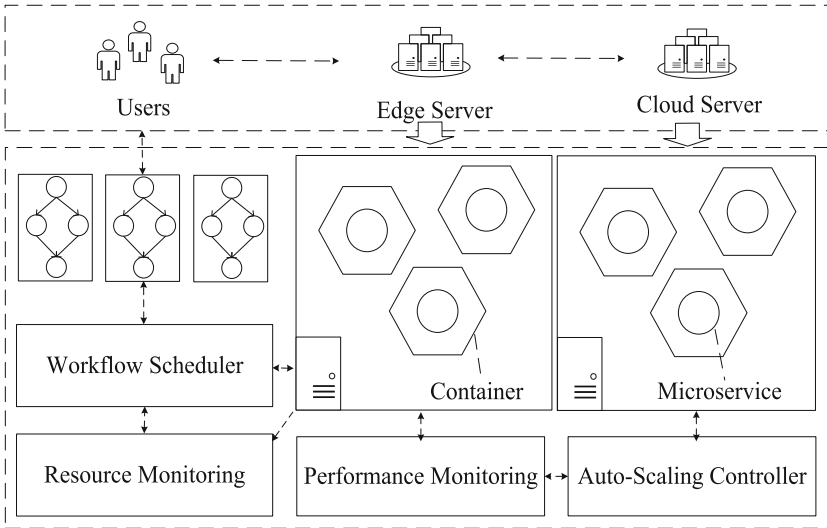 Users
Edge Server
Cloud Server
Workflow Scheduler
Container
Microservice
Resource Monitoring
Performance Monitoring
Auto-Scaling Controller